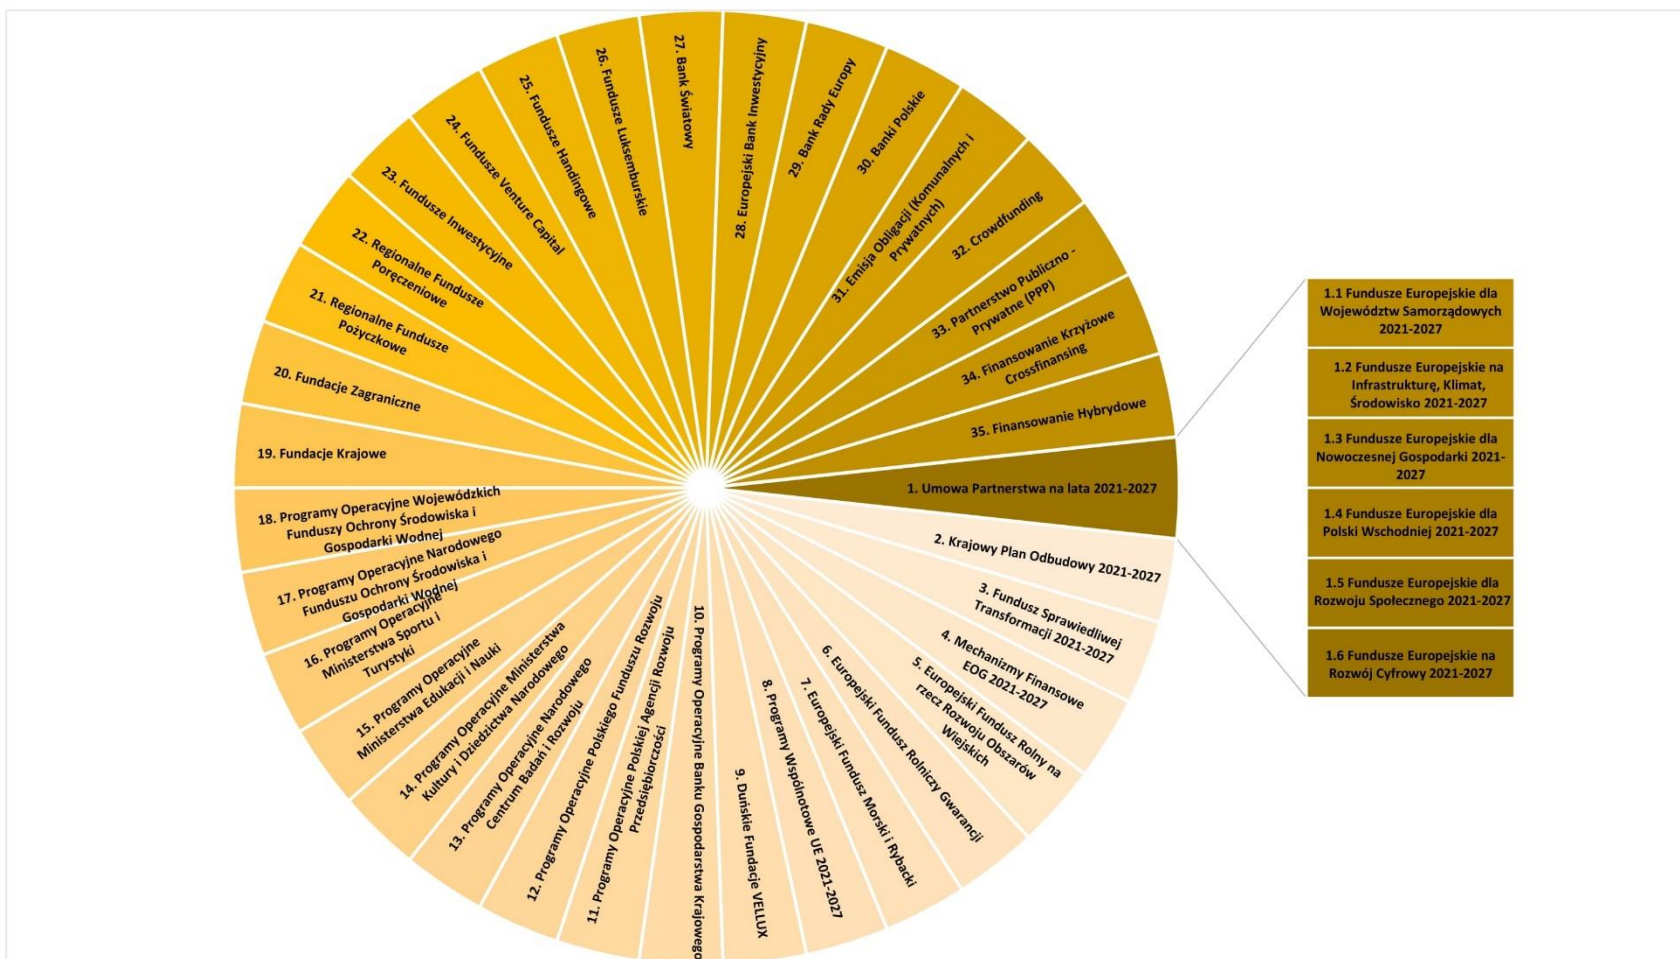 1. Umowa Partnerstwa na lata 2021-2027
2. Krajowy Plan Odbudowy 2021-2027
3. Fundusz Sprawiedliwej
Transformacji 2021-2027
4. Mechanizmy Finansowe
EOG 2021-2027
5. Europejski Fundusz Rolny na
rzecz Rozwoju Obszarów
Wiejskich
6. Europejski Fundusz Rolniczy Gwarancji
7. Europejski Fundusz Morski i Rybacki
8. Programy Wspólnotowe UE 2021-2027
9. Duńskie Fundacje VELLUX
10. Programy Operacyjne Banku Gospodarstwa Krajowego
11. Programy Operacyjne Polskiej Agencji Rozwoju
Przedsiębiorczości
12. Programy Operacyjne Polskiego Funduszu Rozwoju
13. Programy Operacyjne Narodowego
Centrum Badań i Rozwoju
14. Programy Operacyjne Ministerstwa
Kultury i Dziedzictwa Narodowego
15. Programy Operacyjne
Ministerstwa Edukacji i Nauki
16. Programy Operacyjne
Ministerstwa Sportu i
Turystyki
17. Programy Operacyjne Narodowego
Funduszu Ochrony Środowiska i
Gospodarki Wodnej
18. Programy Operacyjne Wojewódzkich
Funduszy Ochrony Środowiska i
Gospodarki Wodnej
19. Fundacje Krajowe
20. Fundacje Zagraniczne
21. Regionalne Fundusze
Pożyczkowe
22. Regionalne Fundusze
Poręczeniowe
23. Fundusze Inwestycyjne
24. Fundusze Venture Capital
25. Fundusze Handingowe
26. Fundusze Luksemburskie
27. Bank Światowy
28. Europejski Bank Inwestycyjny
29. Bank Rady Europy
30. Banki Polskie
31. Emisja Obligacji (Komunalnych i
Prywatnych)
32. Crowdfunding
33. Partnerstwo Publiczno -
Prywatne (PPP)
34. Finansowanie Krzyżowe
Crossfinansing
35. Finansowanie Hybrydowe
1.1 Fundusze Europejskie dla
Województw Samorządowych
2021-2027
1.2 Fundusze Europejskie na
Infrastrukturę, Klimat,
Środowisko 2021-2027
1.3 Fundusze Europejskie dla
Nowoczesnej Gospodarki 2021-
2027
1.4 Fundusze Europejskie dla
Polski Wschodniej 2021-2027
1.5 Fundusze Europejskie dla
Rozwoju Społecznego 2021-2027
1.6 Fundusze Europejskie na
Rozwój Cyfrowy 2021-2027